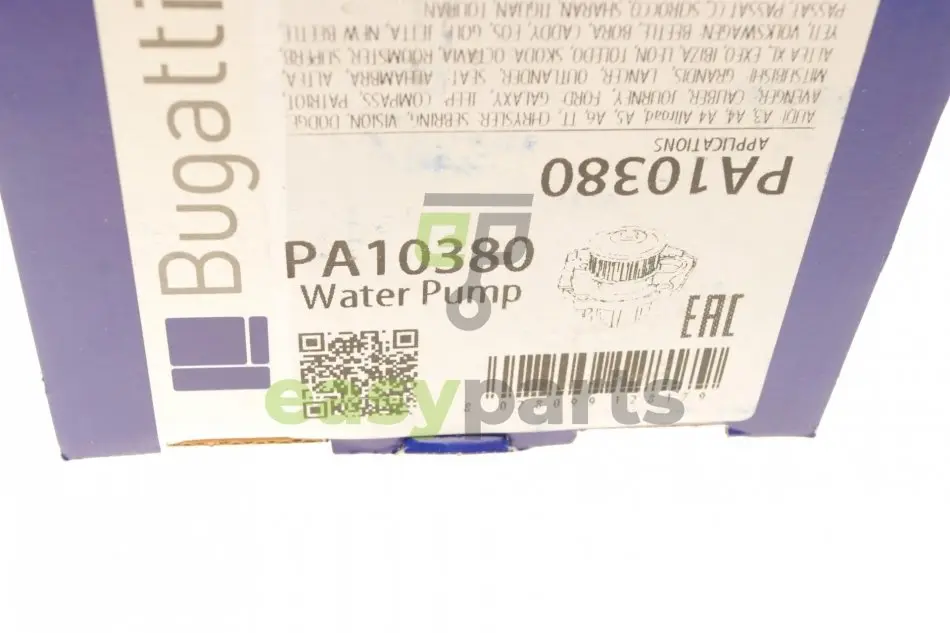 Bugatti
PA10380
Water Pump
EAC
easyparts
PA10380
APPLICATIONS
AUDI: A3, A4, A4 Allroad, A5, A6, TT, CHRYSLER: SEBRING, VISION, DODGE:
AVENGER, CALIBER, JOURNEY, FORD: GALAXY, JEEP: COMPASS, PATRIOT,
MITSUBISHI: GRANDIS, LANCER, OUTLANDER, SEAT: ALHAMBRA, ALTEA,
ALTEA XL, EXEO, IBIZA, LEON, TOLEDO, SKODA: OCTAVIA, ROOMSTER, SUPERB,
YETI, VOLKSWAGEN: BEETLE, BORA, CADDY, EOS, GOLF, JETTA, NEW BEETLE,
PASSAT, PASSAT CC, SCIROCCO, SHARAN, TIGUAN, TOURAN